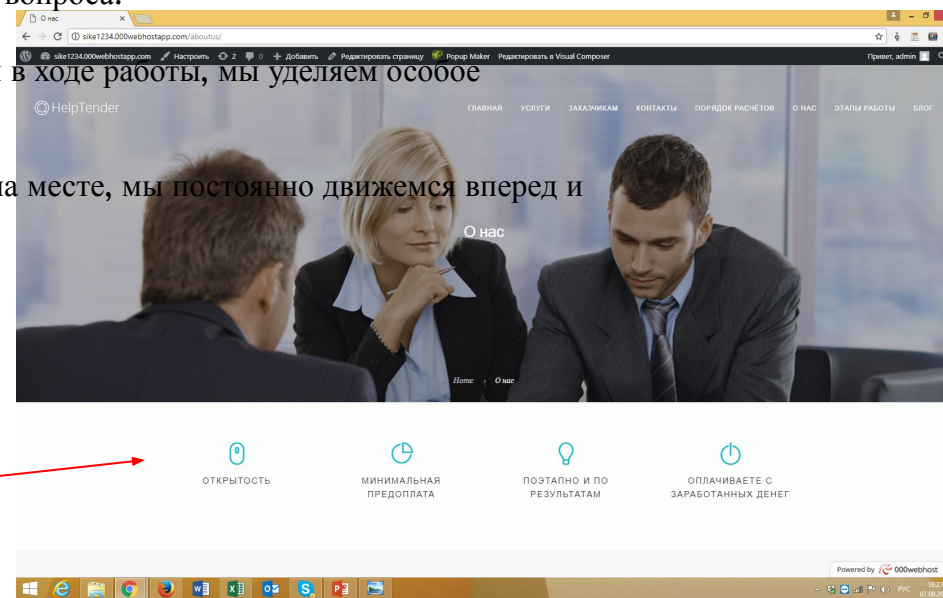 вопроса.
О нас
sike1234.000webhostapp.com/aboutus/
sike1234.000webhostapp.com Настроить 2 0 + Добавить Редактировать страницу Popup Maker Редактировать в Visual Composer Привет, admin
в ходе работы, мы уделяем особое
HelpTender ГЛАВНАЯ УСЛУГИ ЗАКАЗЧИКАМ КОНТАКТЫ ПОРЯДОК РАСЧЁТОВ О НАС ЭТАПЫ РАБОТЫ БЛОГ
на месте, мы постоянно движемся вперед и
О нас
Home > О нас
ОТКРЫТОСТЬ
МИНИМАЛЬНАЯ
ПРЕДОПЛАТА
ПОЭТАПНО И ПО
РЕЗУЛЬТАТАМ
ОПЛАЧИВАЕТЕ С
ЗАРАБОТАННЫХ ДЕНЕГ
Powered by 000webhost
РУС
18:27